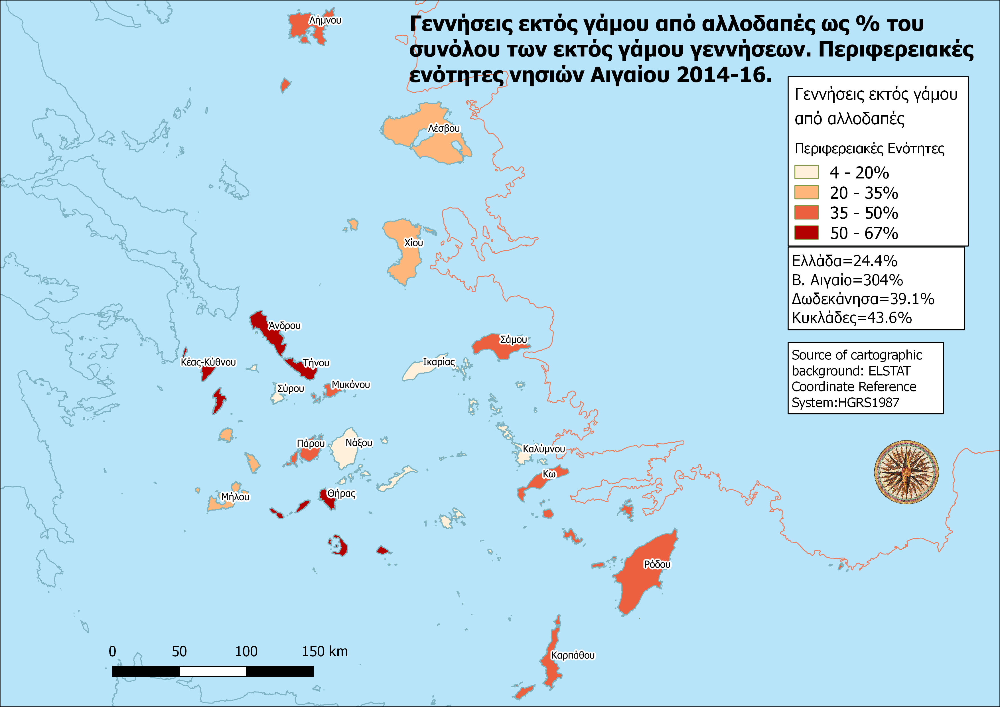 Γεννήσεις εκτός γάμου από αλλοδαπές ως % του
συνόλου των εκτός γάμου γεννήσεων. Περιφερειακές
ενότητες νησιών Αιγαίου 2014-16.
Γεννήσεις εκτός γάμου
από αλλοδαπές
Περιφερειακές Ενότητες
4 - 20%
20 - 35%
35 - 50%
50 - 67%
Ελλάδα=24.4%
Β. Αιγαίο=304%
Δωδεκάνησα=39.1%
Κυκλάδες=43.6%
Source of cartographic
background: ELSTAT
Coordinate Reference
System:HGRS1987
Λήμνου
Λέσβου
Χίου
Άνδρου
Σάμου
Κέας-Κύθνου
Τήνου
Ικαρίας
Σύρου
Μυκόνου
Πάρου
Νάξου
Καλύμνου
Κω
Μήλου
Θήρας
Ρόδου
Καρπάθου
0 50 100 150 km